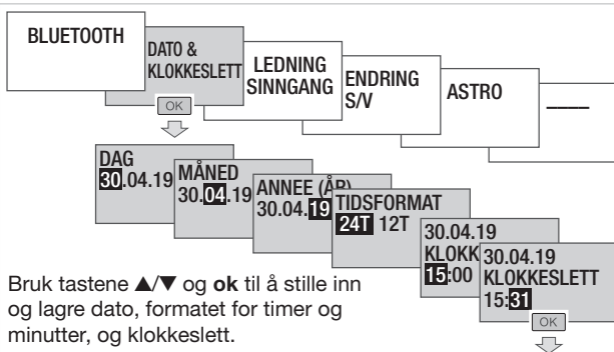 BLUETOOTH
DATO &
KLOKKESLETT
OK
LEDNING
SINNGANG
ENDRING
S/V
ASTRO
DAG
30.04.19
MÅNED
30.04.19
ANNEE (ÅR)
30.04.19
TIDSFORMAT
24T 12T
30.04.19
KLOKK
15:00
30.04.19
KLOKKESLETT
15:31
OK
Bruk tastene ▲/▼ og ok til å stille inn
og lagre dato, formatet for timer og
minutter, og klokkeslett.